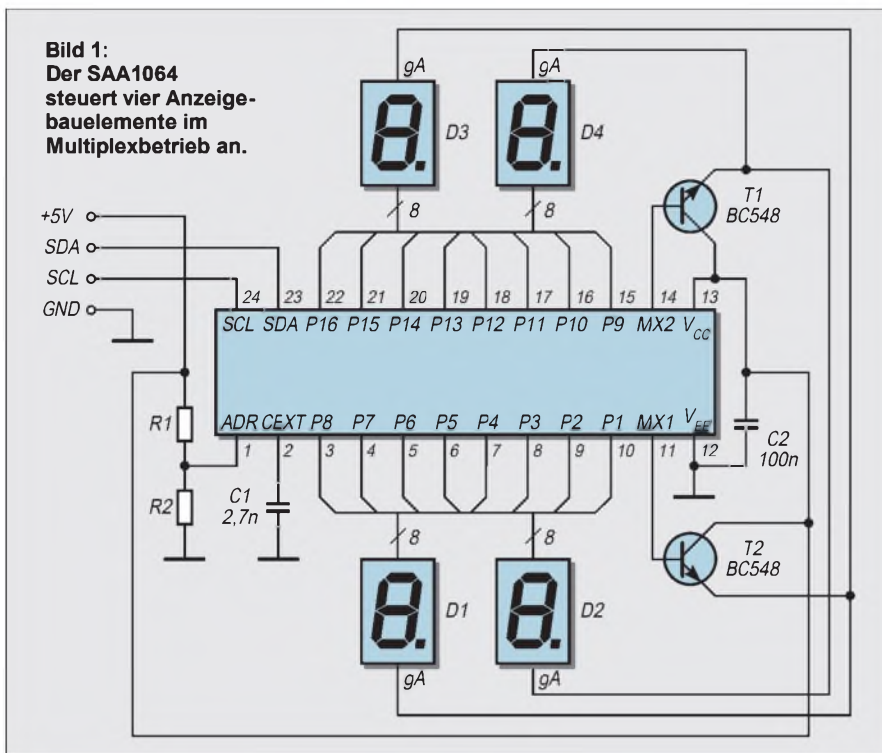 Bild 1:
Der SAA1064
steuert vier Anzeige-
bauelemente im
Multiplexbetrieb an.
gA
gA
D3
D4
8
8
T1
BC548
+5V
SDA
SCL
GND
24 23 22 21 20 19 18 17 16 15 14 13
SCL SDA P16 P15 P14 P13 P12 P11 P10 P9 MX2 VCC
ADR CEXT P8 P7 P6 P5 P4 P3 P2 P1 MX1 VEE
1 2 3 4 5 6 7 8 9 10 11 12
R1
R2
C1
2,7n
C2
100n
8
8
T2
BC548
D1
D2
gA
gA